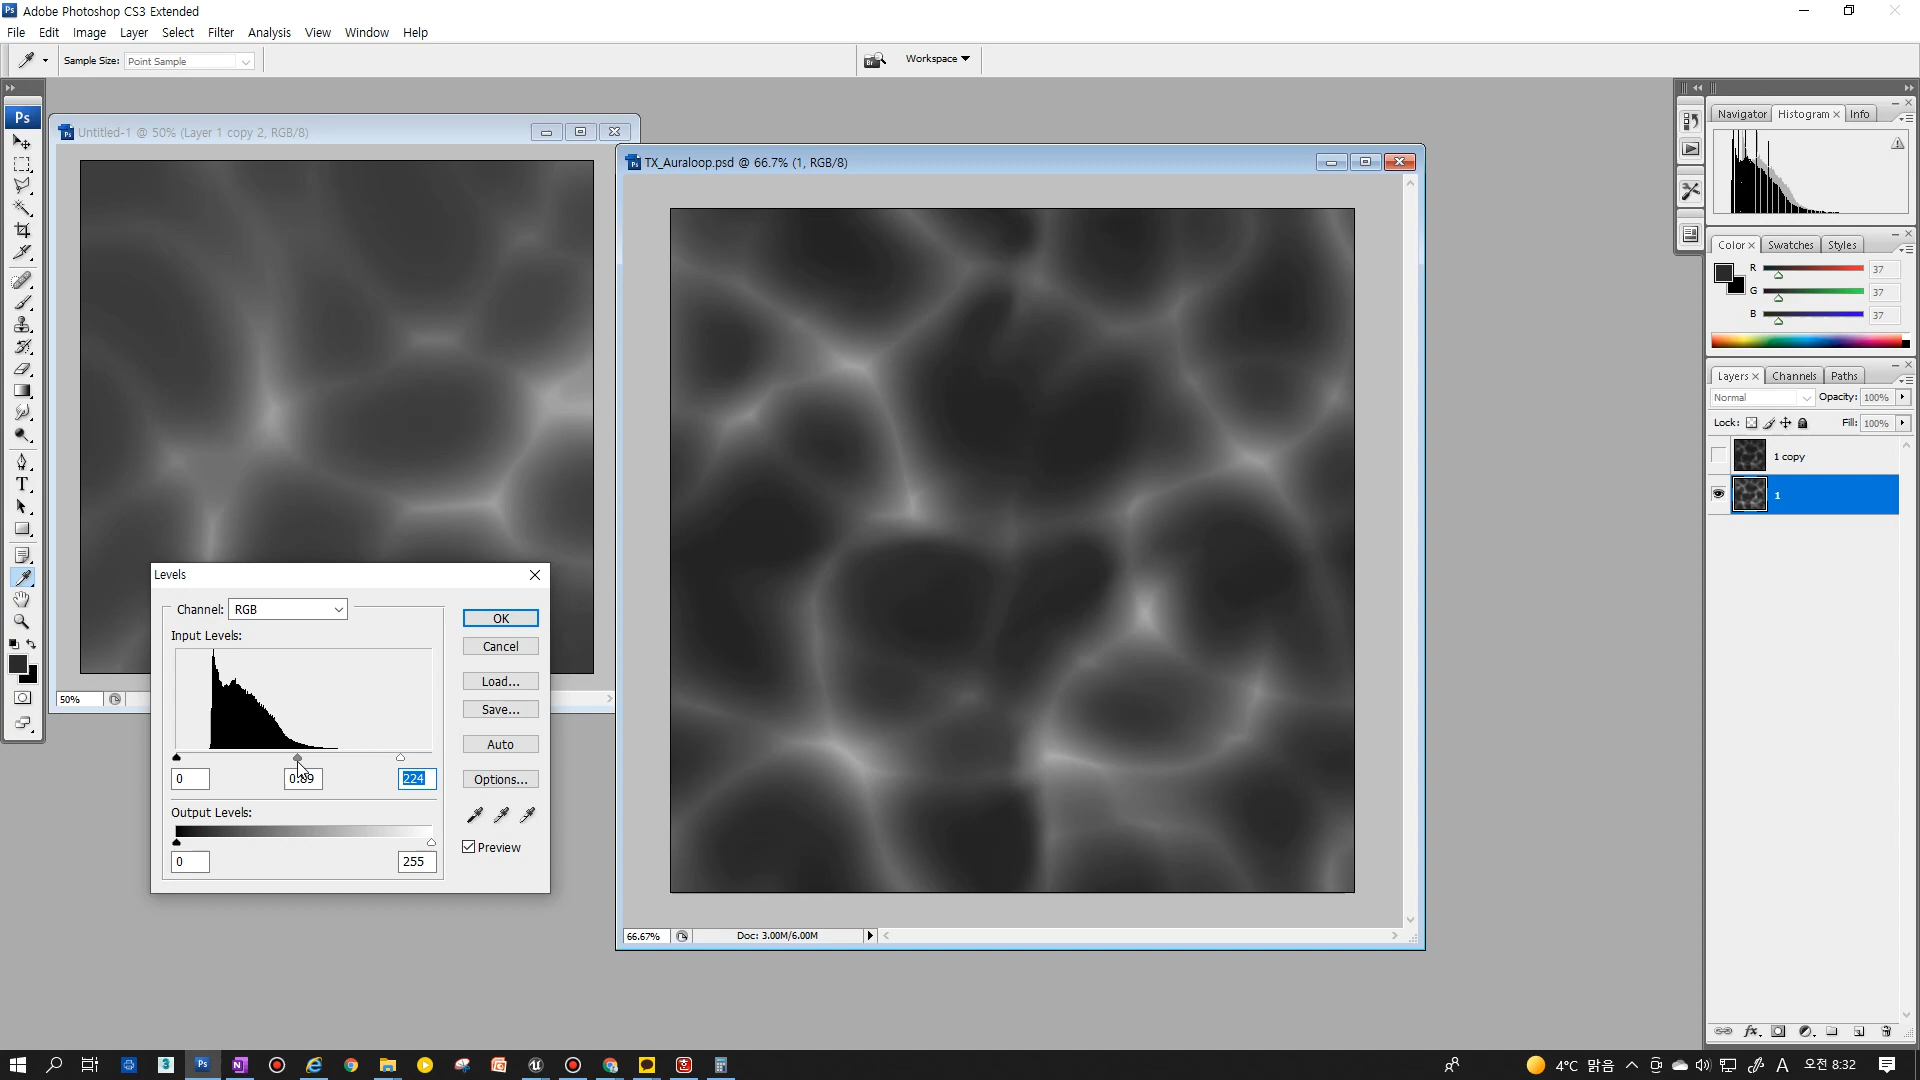 Ps Adobe Photoshop CS3 Extended
File Edit Image Layer Select Filter Analysis View Window Help
Sample Size: Point Sample
Br
Workspace
Ps
Untitled-1 @ 50% (Layer 1 copy 2, RGB/8)
50%
TX_Auraloop.psd @ 66.7% (1, RGB/8)
66.67% Doc: 3.00M/6.00M
Levels
Channel: RGB
Input Levels:
0 224
Output Levels:
0 255
OK
Cancel
Load...
Save...
Auto
Options...
Preview
Navigator Histogram Info
Color Swatches Styles
R 37
G 37
B 37
Layers Channels Paths
Normal Opacity: 100%
Lock: Fill: 100%
1 copy
1
4°C 맑음 A 오전 8:32